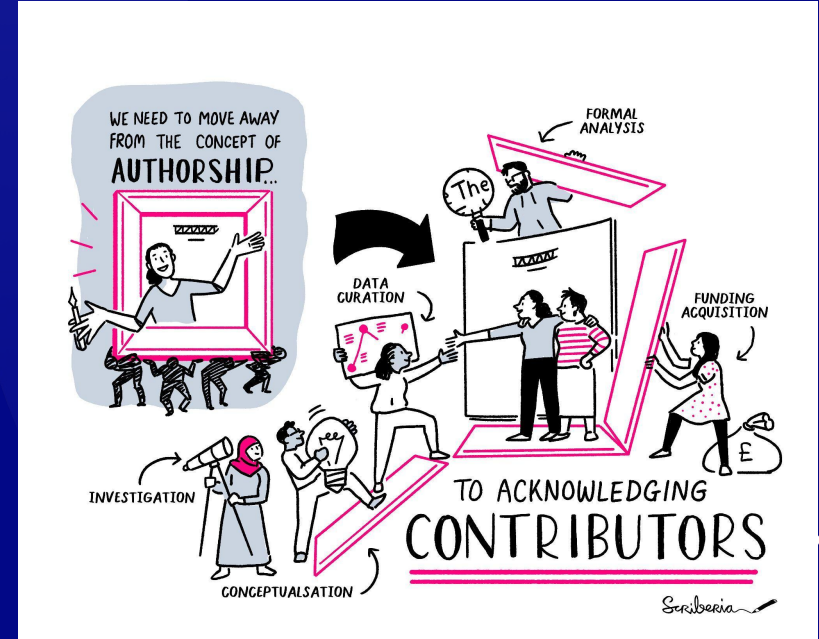 WE NEED TO MOVE AWAY
FROM THE CONCEPT OF
AUTHORSHIP...
FORMAL
ANALYSIS
The
DATA
CURATION
FUNDING
ACQUISITION
INVESTIGATION
CONCEPTUALSATION
£
TO ACKNOWLEDGING
CONTRIBUTORS
Scriberia